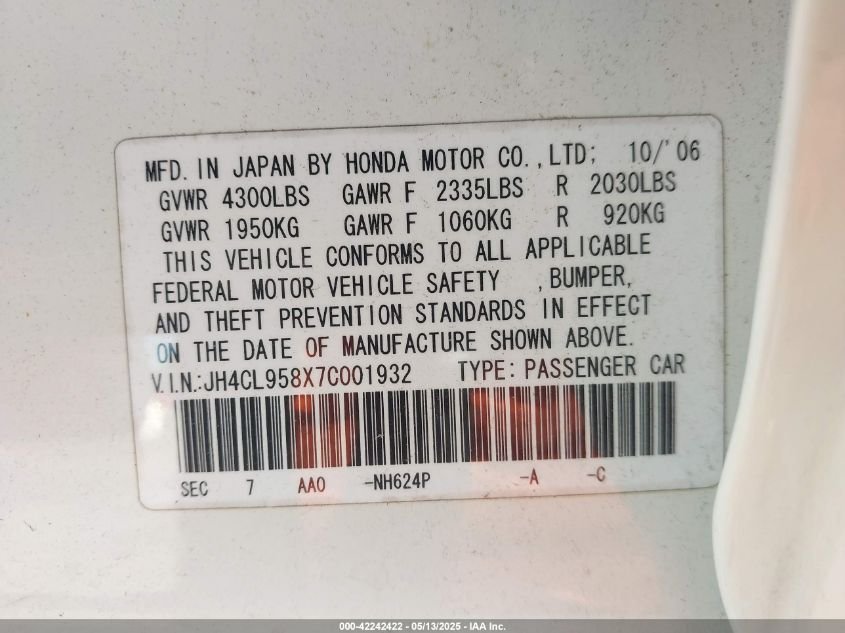 MFD. IN JAPAN BY HONDA MOTOR CO., LTD; 10/'06
GVWR 4300LBS GAWR F 2335LBS R 2030LBS
GVWR 1950KG GAWR F 1060KG R 920KG
THIS VEHICLE CONFORMS TO ALL APPLICABLE
FEDERAL MOTOR VEHICLE SAFETY , BUMPER,
AND THEFT PREVENTION STANDARDS IN EFFECT
ON THE DATE OF MANUFACTURE SHOWN ABOVE.
V.I.N.:JH4CL958X7C001932 TYPE: PASSENGER CAR
SEC 7 AAO -NH624P -A -C
000-42242422 - 05/13/2025 - IAA Inc.